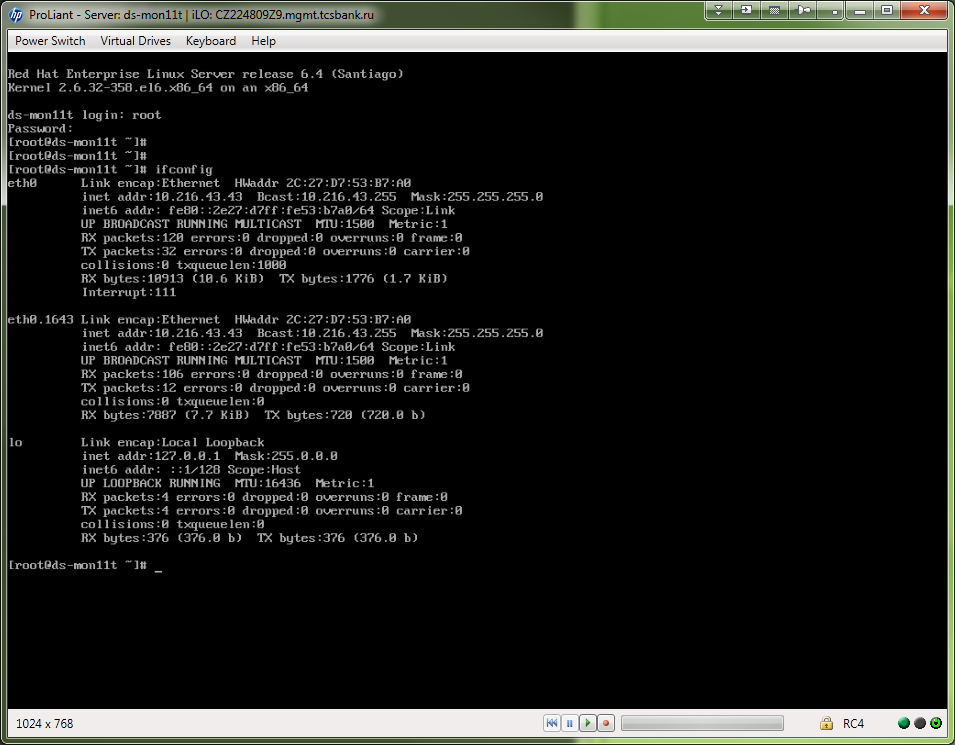 ProLiant - Server: ds-mon11t | iLO: CZ224809Z9.mgmt.tcsbank.ru
Power Switch Virtual Drives Keyboard Help
Red Hat Enterprise Linux Server release 6.4 (Santiago)
Kernel 2.6.32-358.el6.x86_64 on an x86_64
ds-mon11t login: root
Password:
[root@ds-mon11t ~]#
[root@ds-mon11t ~]#
[root@ds-mon11t ~]# ifconfig
eth0 Link encap:Ethernet HWaddr 2C:27:D7:53:B7:A0
inet addr:10.216.43.43 Bcast:10.216.43.255 Mask:255.255.255.0
inet6 addr: fe80::2e27:d7ff:fe53:b7a0/64 Scope:Link
UP BROADCAST RUNNING MULTICAST MTU:1500 Metric:1
RX packets:120 errors:0 dropped:0 overruns:0 frame:0
TX packets:32 errors:0 dropped:0 overruns:0 carrier:0
collisions:0 txqueuelen:1000
RX bytes:10913 (10.6 KiB) TX bytes:1776 (1.7 KiB)
Interrupt:111
eth0.1643 Link encap:Ethernet HWaddr 2C:27:D7:53:B7:A0
inet addr:10.216.43.43 Bcast:10.216.43.255 Mask:255.255.255.0
inet6 addr: fe80::2e27:d7ff:fe53:b7a0/64 Scope:Link
UP BROADCAST RUNNING MULTICAST MTU:1500 Metric:1
RX packets:106 errors:0 dropped:0 overruns:0 frame:0
TX packets:12 errors:0 dropped:0 overruns:0 carrier:0
collisions:0 txqueuelen:0
RX bytes:7887 (7.7 KiB) TX bytes:720 (720.0 b)
lo Link encap:Local Loopback
inet addr:127.0.0.1 Mask:255.0.0.0
inet6 addr: ::1/128 Scope:Host
UP LOOPBACK RUNNING MTU:16436 Metric:1
RX packets:4 errors:0 dropped:0 overruns:0 frame:0
TX packets:4 errors:0 dropped:0 overruns:0 carrier:0
collisions:0 txqueuelen:0
RX bytes:376 (376.0 b) TX bytes:376 (376.0 b)
[root@ds-mon11t ~]# _
1024 x 768 RC4